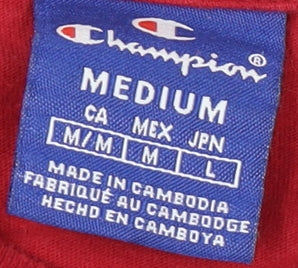 Champion®
MEDIUM
CA MEX JPN
M/M M L
MADE IN CAMBODIA
FABRIQUÉ AU CAMBODGE
HECHO EN CAMBOYA